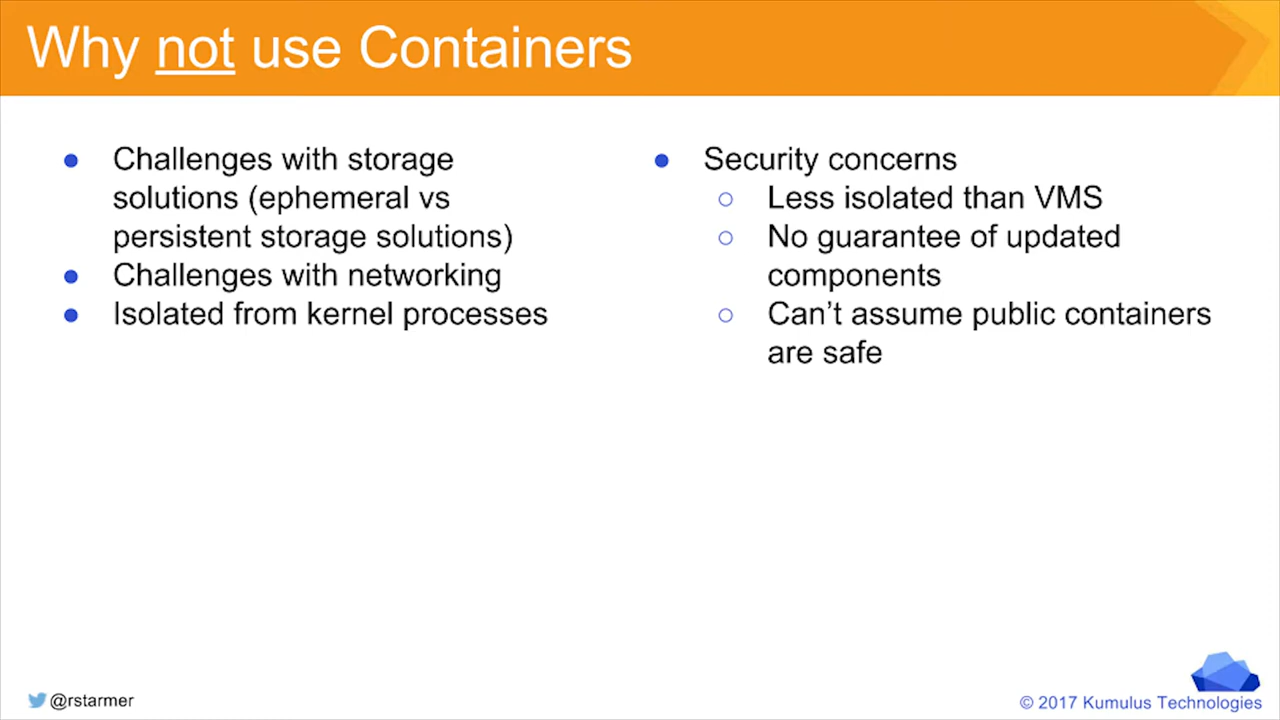 Why not use Containers
● Challenges with storage
solutions (ephemeral vs
persistent storage solutions)
● Challenges with networking
● Isolated from kernel processes
● Security concerns
○ Less isolated than VMS
○ No guarantee of updated
components
○ Can’t assume public containers
are safe
@rstarmer
© 2017 Kumulus Technologies